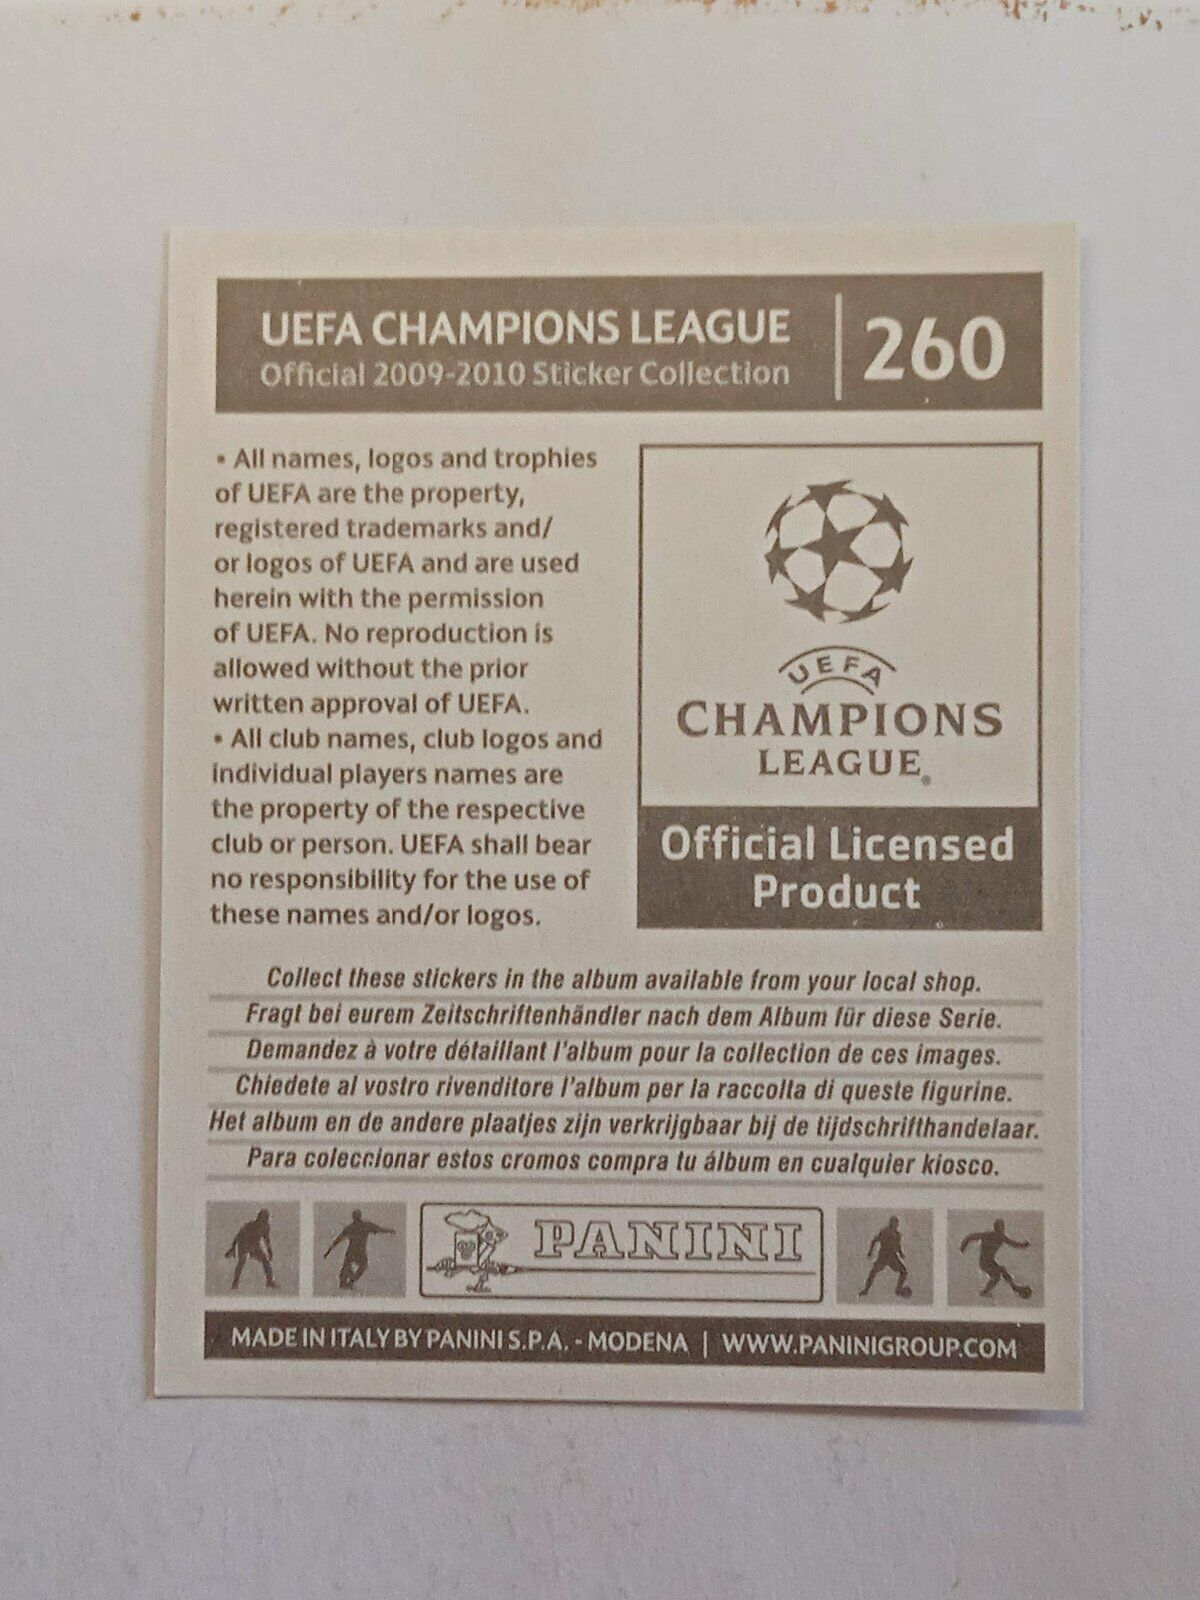 UEFA CHAMPIONS LEAGUE
Official 2009-2010 Sticker Collection
260
• All names, logos and trophies
of UEFA are the property,
registered trademarks and/
or logos of UEFA and are used
herein with the permission
of UEFA. No reproduction is
allowed without the prior
written approval of UEFA.
• All club names, club logos and
individual players names are
the property of the respective
club or person. UEFA shall bear
no responsibility for the use of
these names and/or logos.
UEFA
CHAMPIONS
LEAGUE®
Official Licensed
Product
Collect these stickers in the album available from your local shop.
Fragt bei eurem Zeitschriftenhändler nach dem Album für diese Serie.
Demandez à votre détaillant l'album pour la collection de ces images.
Chiedete al vostro rivenditore l'album per la raccolta di queste figurine.
Het album en de andere plaatjes zijn verkrijgbaar bij de tijdschrifthandelaar.
Para coleccionar estos cromos compra tu álbum en cualquier kiosco.
PANINI
MADE IN ITALY BY PANINI S.P.A. - MODENA | WWW.PANINIGROUP.COM